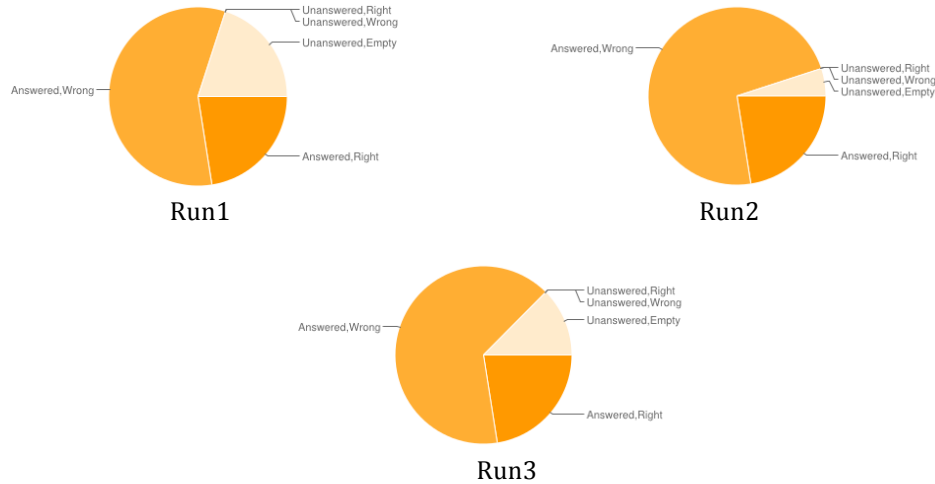 Unanswered,Right
Unanswered,Wrong
Unanswered,Empty
Answered,Wrong
Answered,Right
Run1
Answered,Wrong
Unanswered,Right
Unanswered,Wrong
Unanswered,Empty
Answered,Right
Run2
Unanswered,Right
Unanswered,Wrong
Unanswered,Empty
Answered,Wrong
Answered,Right
Run3